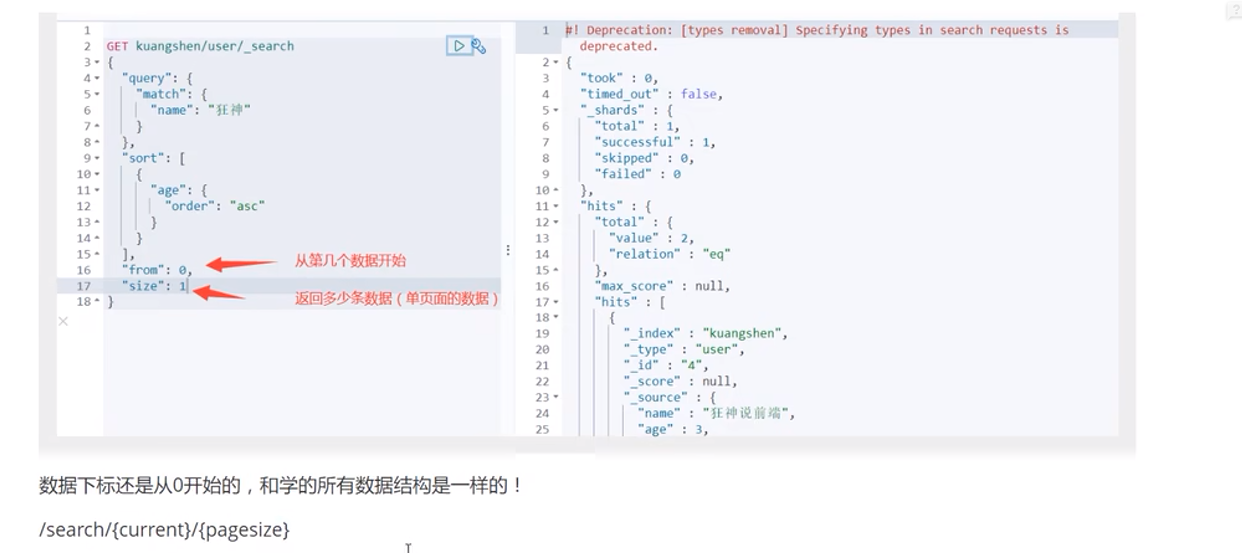 1
2 GET kuangshen/user/_search
3 {
4 "query": {
5 "match": {
6 "name": "狂神"
7 }
8 },
9 "sort": [
10 {
11 "age": {
12 "order": "asc"
13 }
14 }
15 ],
16 "from": 0,
从第几个数据开始
17 "size": 1
返回多少条数据（单页面的数据）
18 }
1 #! Deprecation: [types removal] Specifying types in search requests is
deprecated.
2 {
3 "took" : 0,
4 "timed_out" : false,
5 "_shards" : {
6 "total" : 1,
7 "successful" : 1,
8 "skipped" : 0,
9 "failed" : 0
10 },
11 "hits" : {
12 "total" : {
13 "value" : 2,
14 "relation" : "eq"
15 },
16 "max_score" : null,
17 "hits" : [
18 {
19 "_index" : "kuangshen",
20 "_type" : "user",
21 "_id" : "4",
22 "_score" : null,
23 "_source" : {
24 "name" : "狂神说前端",
25 "age" : 3,
数据下标还是从0开始的，和学的所有数据结构是一样的！
/search/{current}/{pagesize}